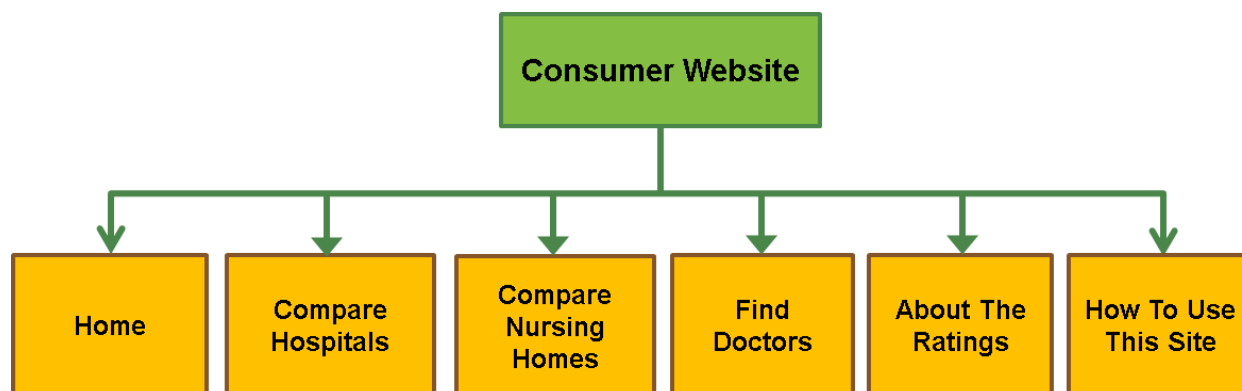 Consumer Website
Home
Compare
Hospitals
Compare
Nursing
Homes
Find
Doctors
About The
Ratings
How To Use
This Site